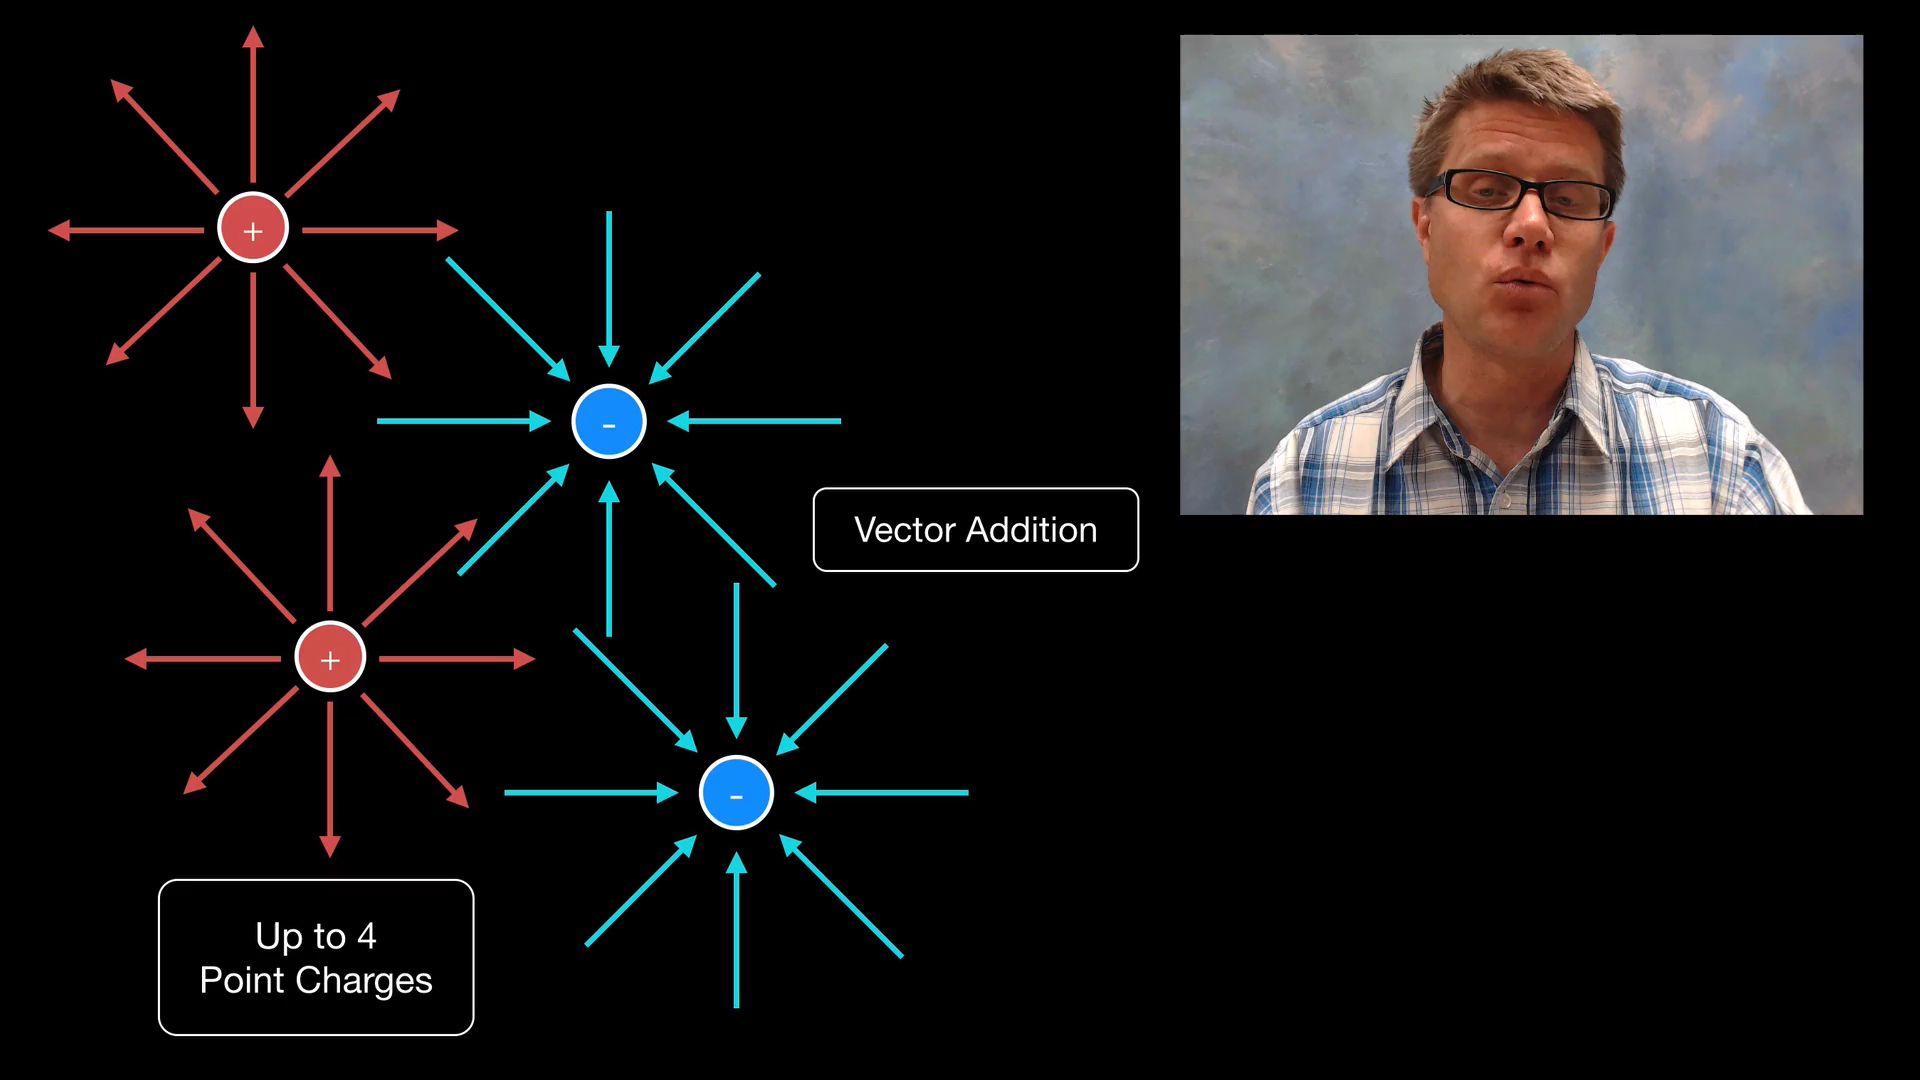 +
-
Vector Addition
+
-
Up to 4
Point Charges